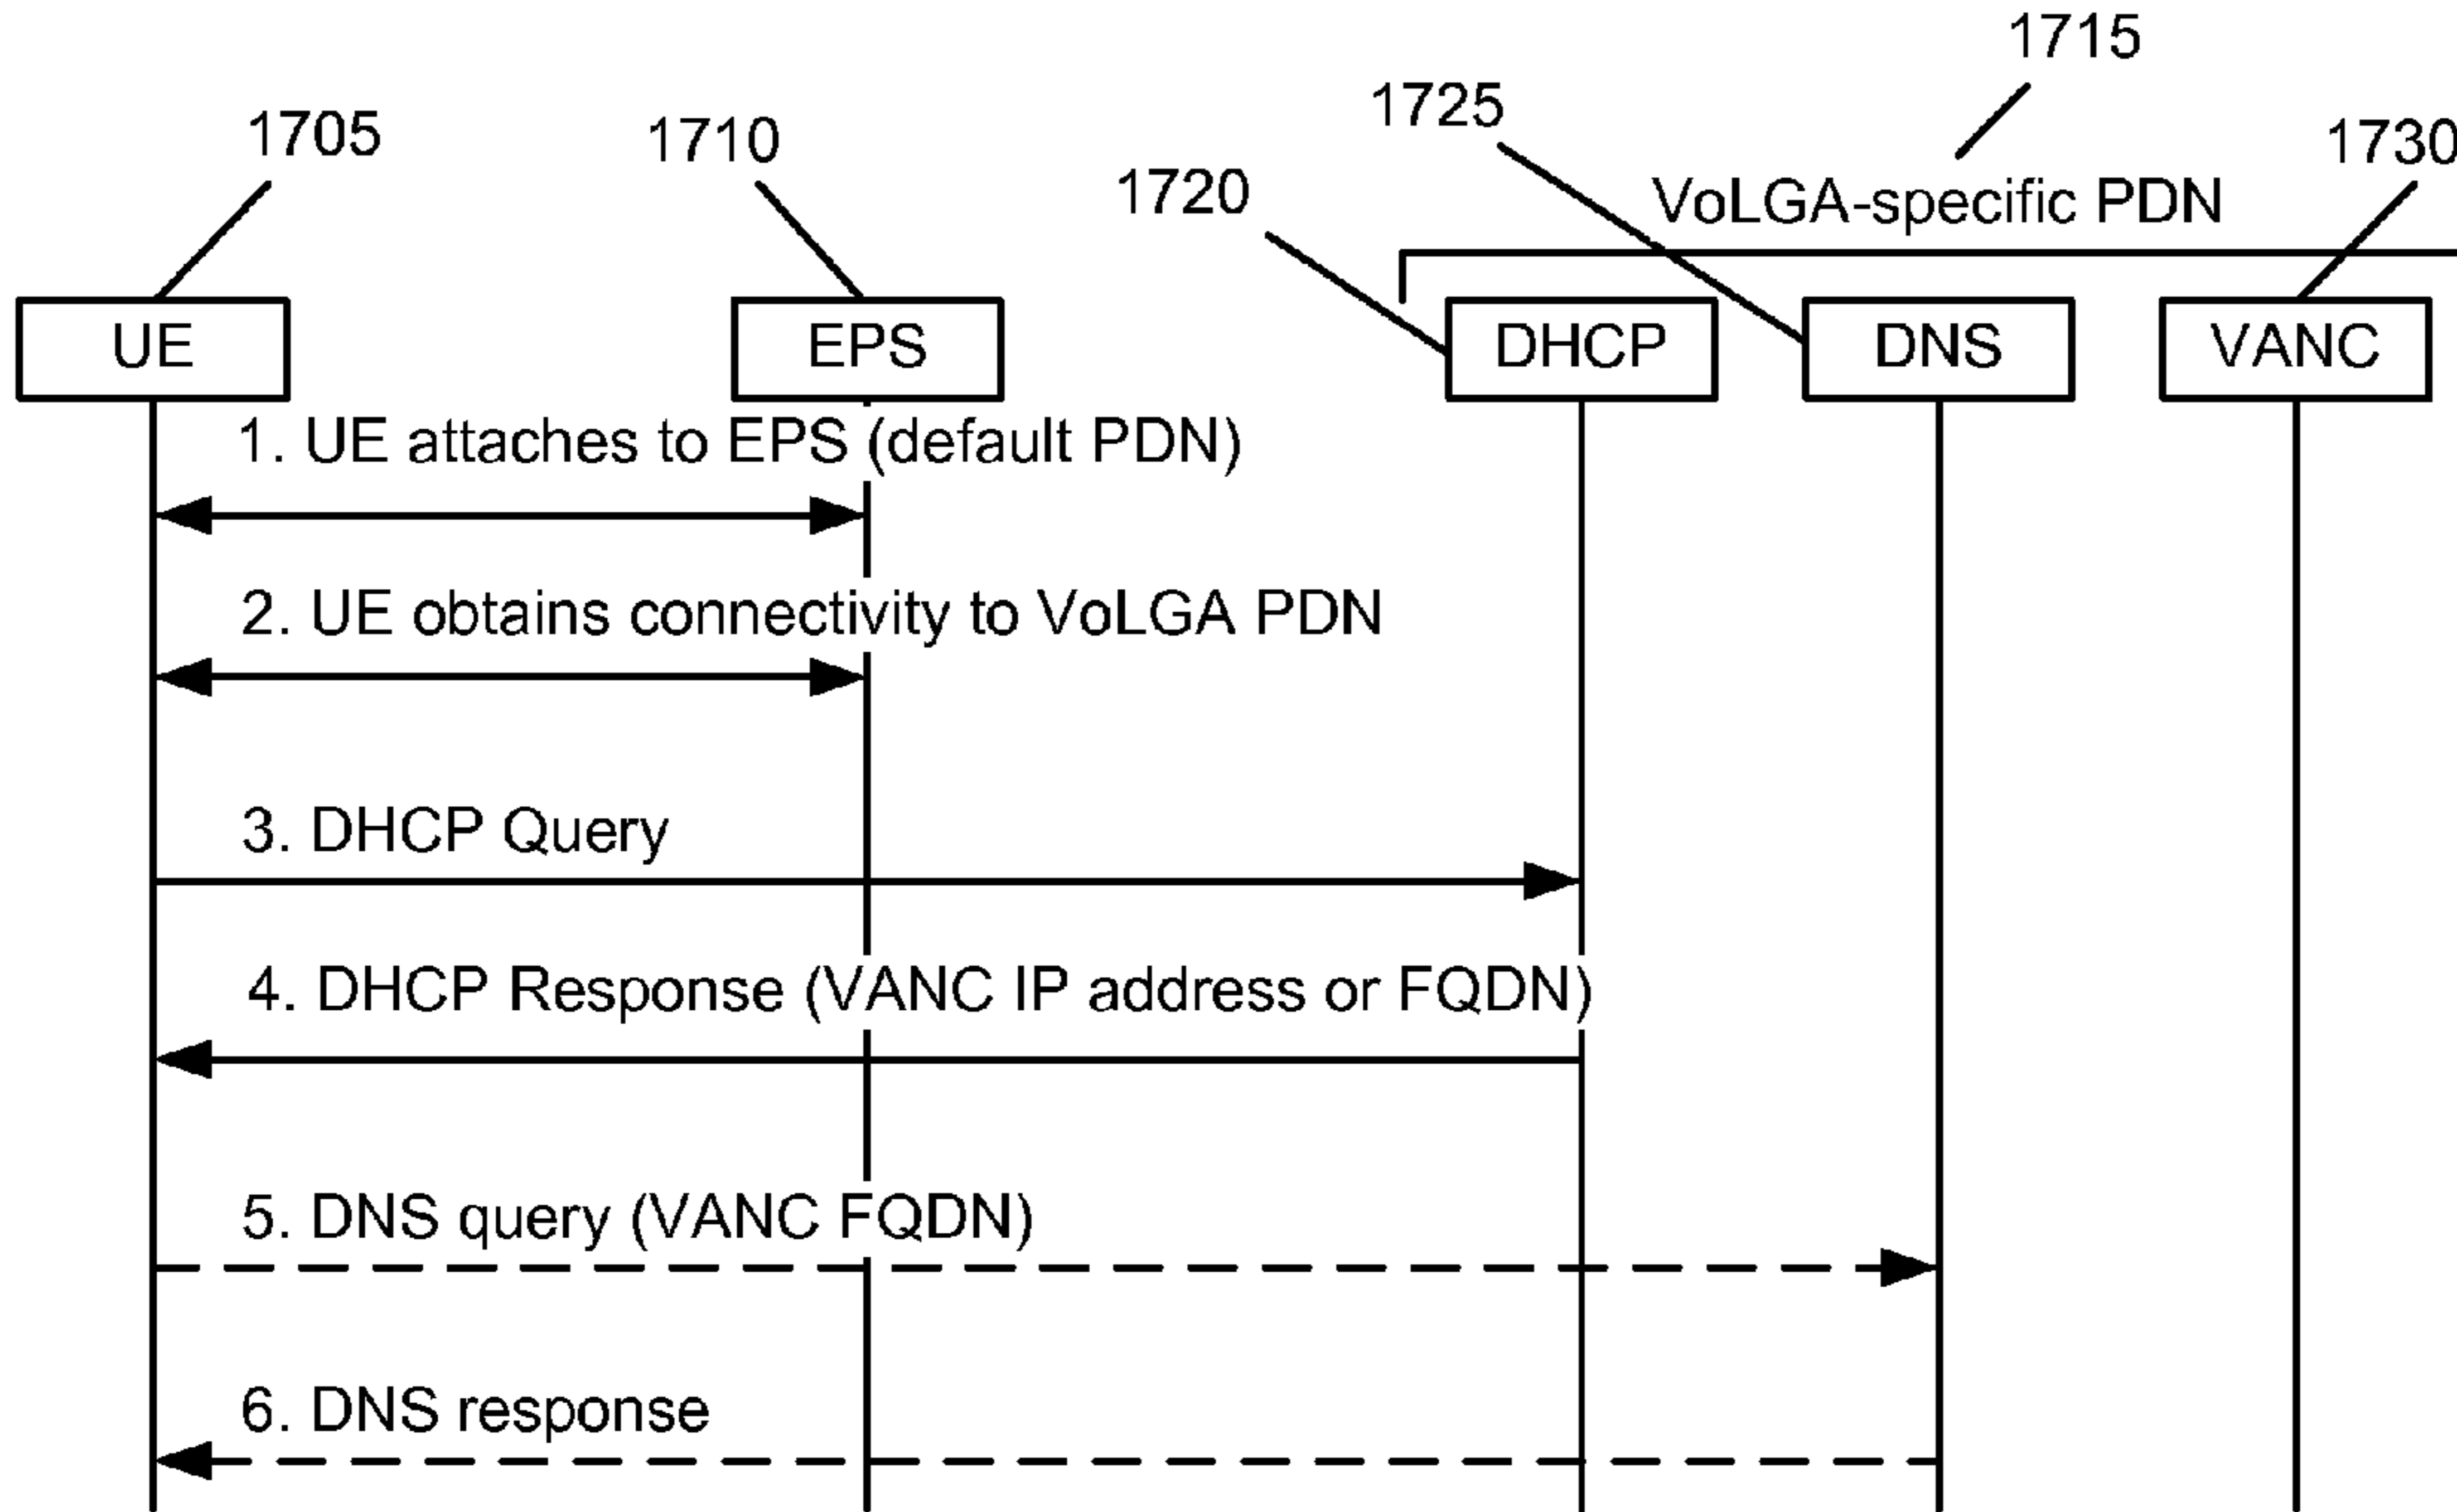 1715
1725
1705
1710
1730
1720
VoLGA-specific PDN
UE
EPS
DHCP
DNS
VANC
1. UE attaches to EPS (default PDN)
2. UE obtains connectivity to VoLGA PDN
3. DHCP Query
4. DHCP Response (VANC IP address or FQDN)
5. DNS query (VANC FQDN)
6. DNS response